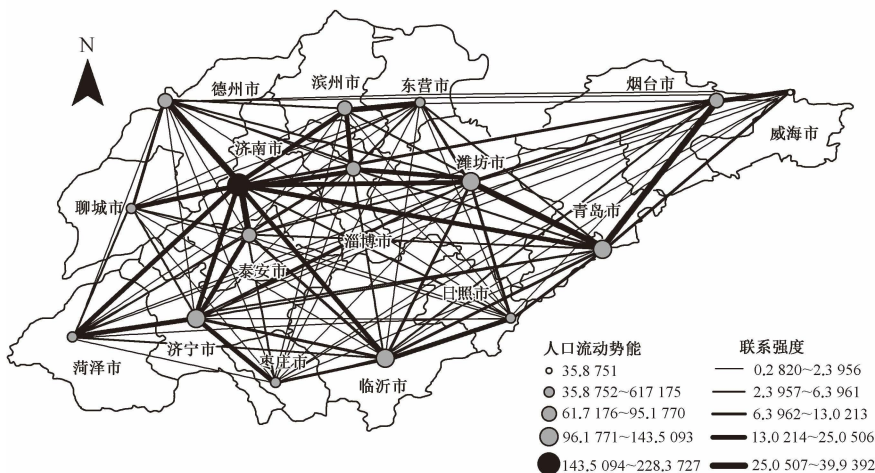 N
德州市
滨州市
东营市
烟台市
威海市
济南市
潍坊市
聊城市
青岛市
淄博市
泰安市
日照市
菏泽市
济宁市
枣庄市
临沂市
人口流动势能
35,8 751
35,8 752~617 175
61.7 176~95.1 770
96.1 771~143.5 093
143.5 094~228.3 727
联系强度
0,2 820~2,3 956
2,3 957~6,3 961
6,3 962~13.0 213
13.0 214~25.0 506
25.0 507~39.9 392